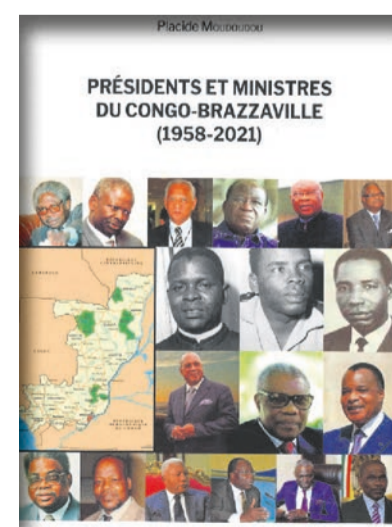 Placide Moudoudou
PRÉSIDENTS ET MINISTRES
DU CONGO-BRAZZAVILLE
(1958-2021)